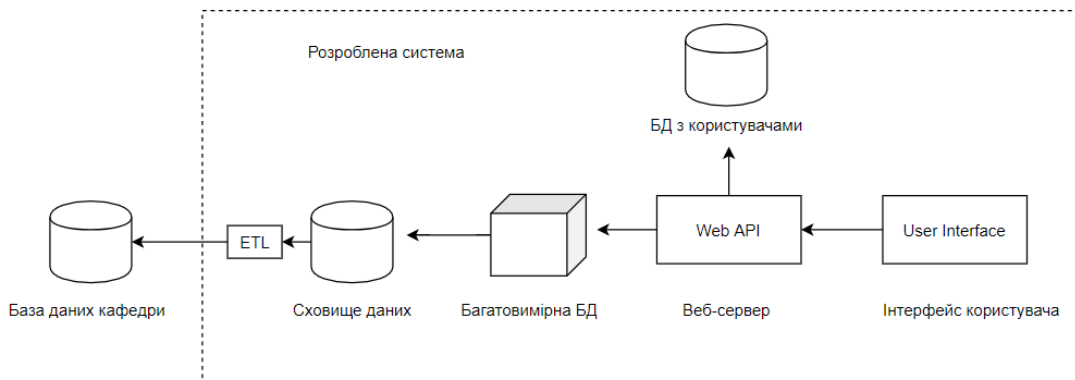 Розроблена система
БД з користувачами
ETL
Web API
User Interface
База даних кафедри
Сховище даних
Багатовимірна БД
Веб-сервер
Інтерфейс користувача